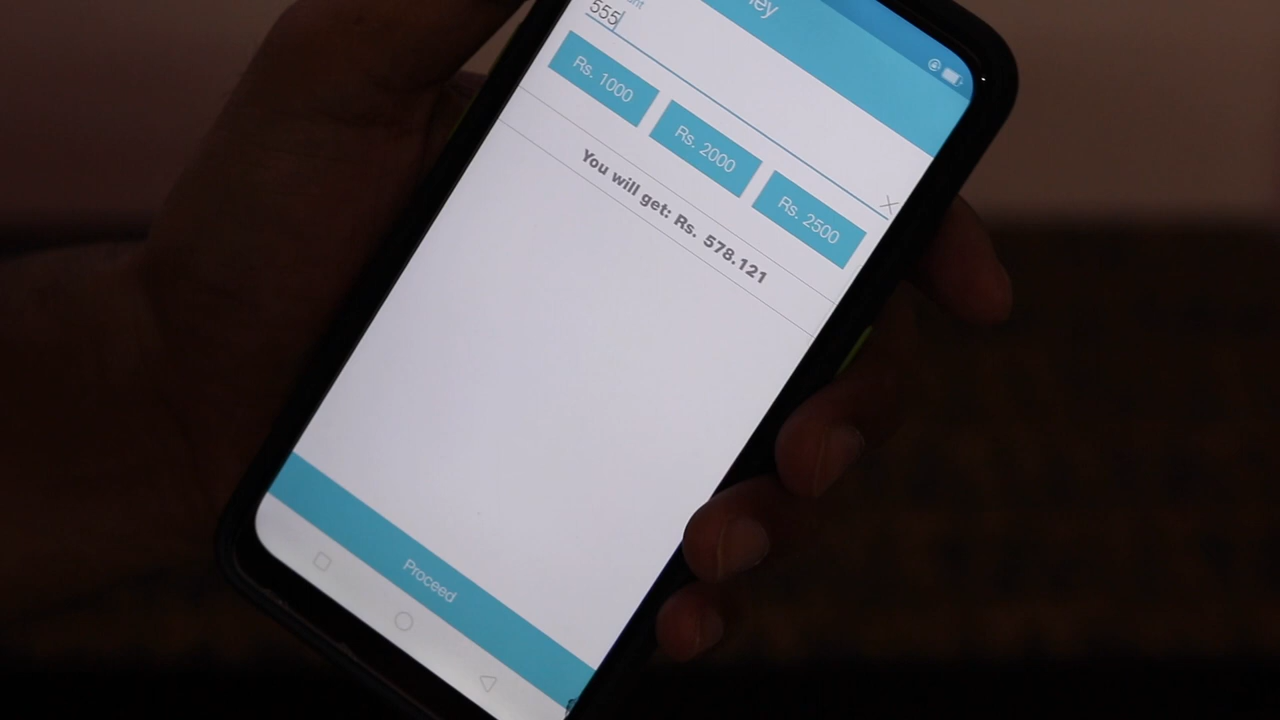 555
Rs. 1000
Rs. 2000
Rs. 2500
You will get: Rs. 578.121
Proceed